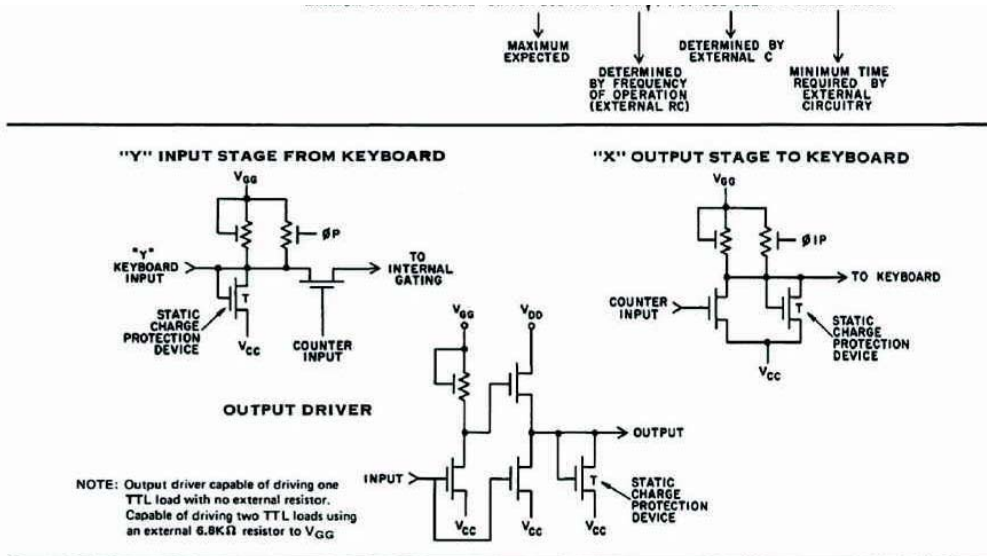 MAXIMUM
EXPECTED
DETERMINED
BY FREQUENCY
OF OPERATION
(EXTERNAL RC)
DETERMINED BY
EXTERNAL C
MINIMUM TIME
REQUIRED BY
EXTERNAL
CIRCUITRY
"Y" INPUT STAGE FROM KEYBOARD
VGG
ØP
"Y"
KEYBOARD
INPUT
TO
INTERNAL
GATING
T
STATIC
CHARGE
PROTECTION
DEVICE
VCC
COUNTER
INPUT
"X" OUTPUT STAGE TO KEYBOARD
VGG
Ø1P
TO KEYBOARD
COUNTER
INPUT
T
STATIC
CHARGE
PROTECTION
DEVICE
VCC
OUTPUT DRIVER
VGG
VDD
OUTPUT
INPUT
T
STATIC
CHARGE
PROTECTION
DEVICE
VCC
VCC
VCC
NOTE: Output driver capable of driving one
TTL load with no external resistor.
Capable of driving two TTL loads using
an external 6.8KΩ resistor to VGG